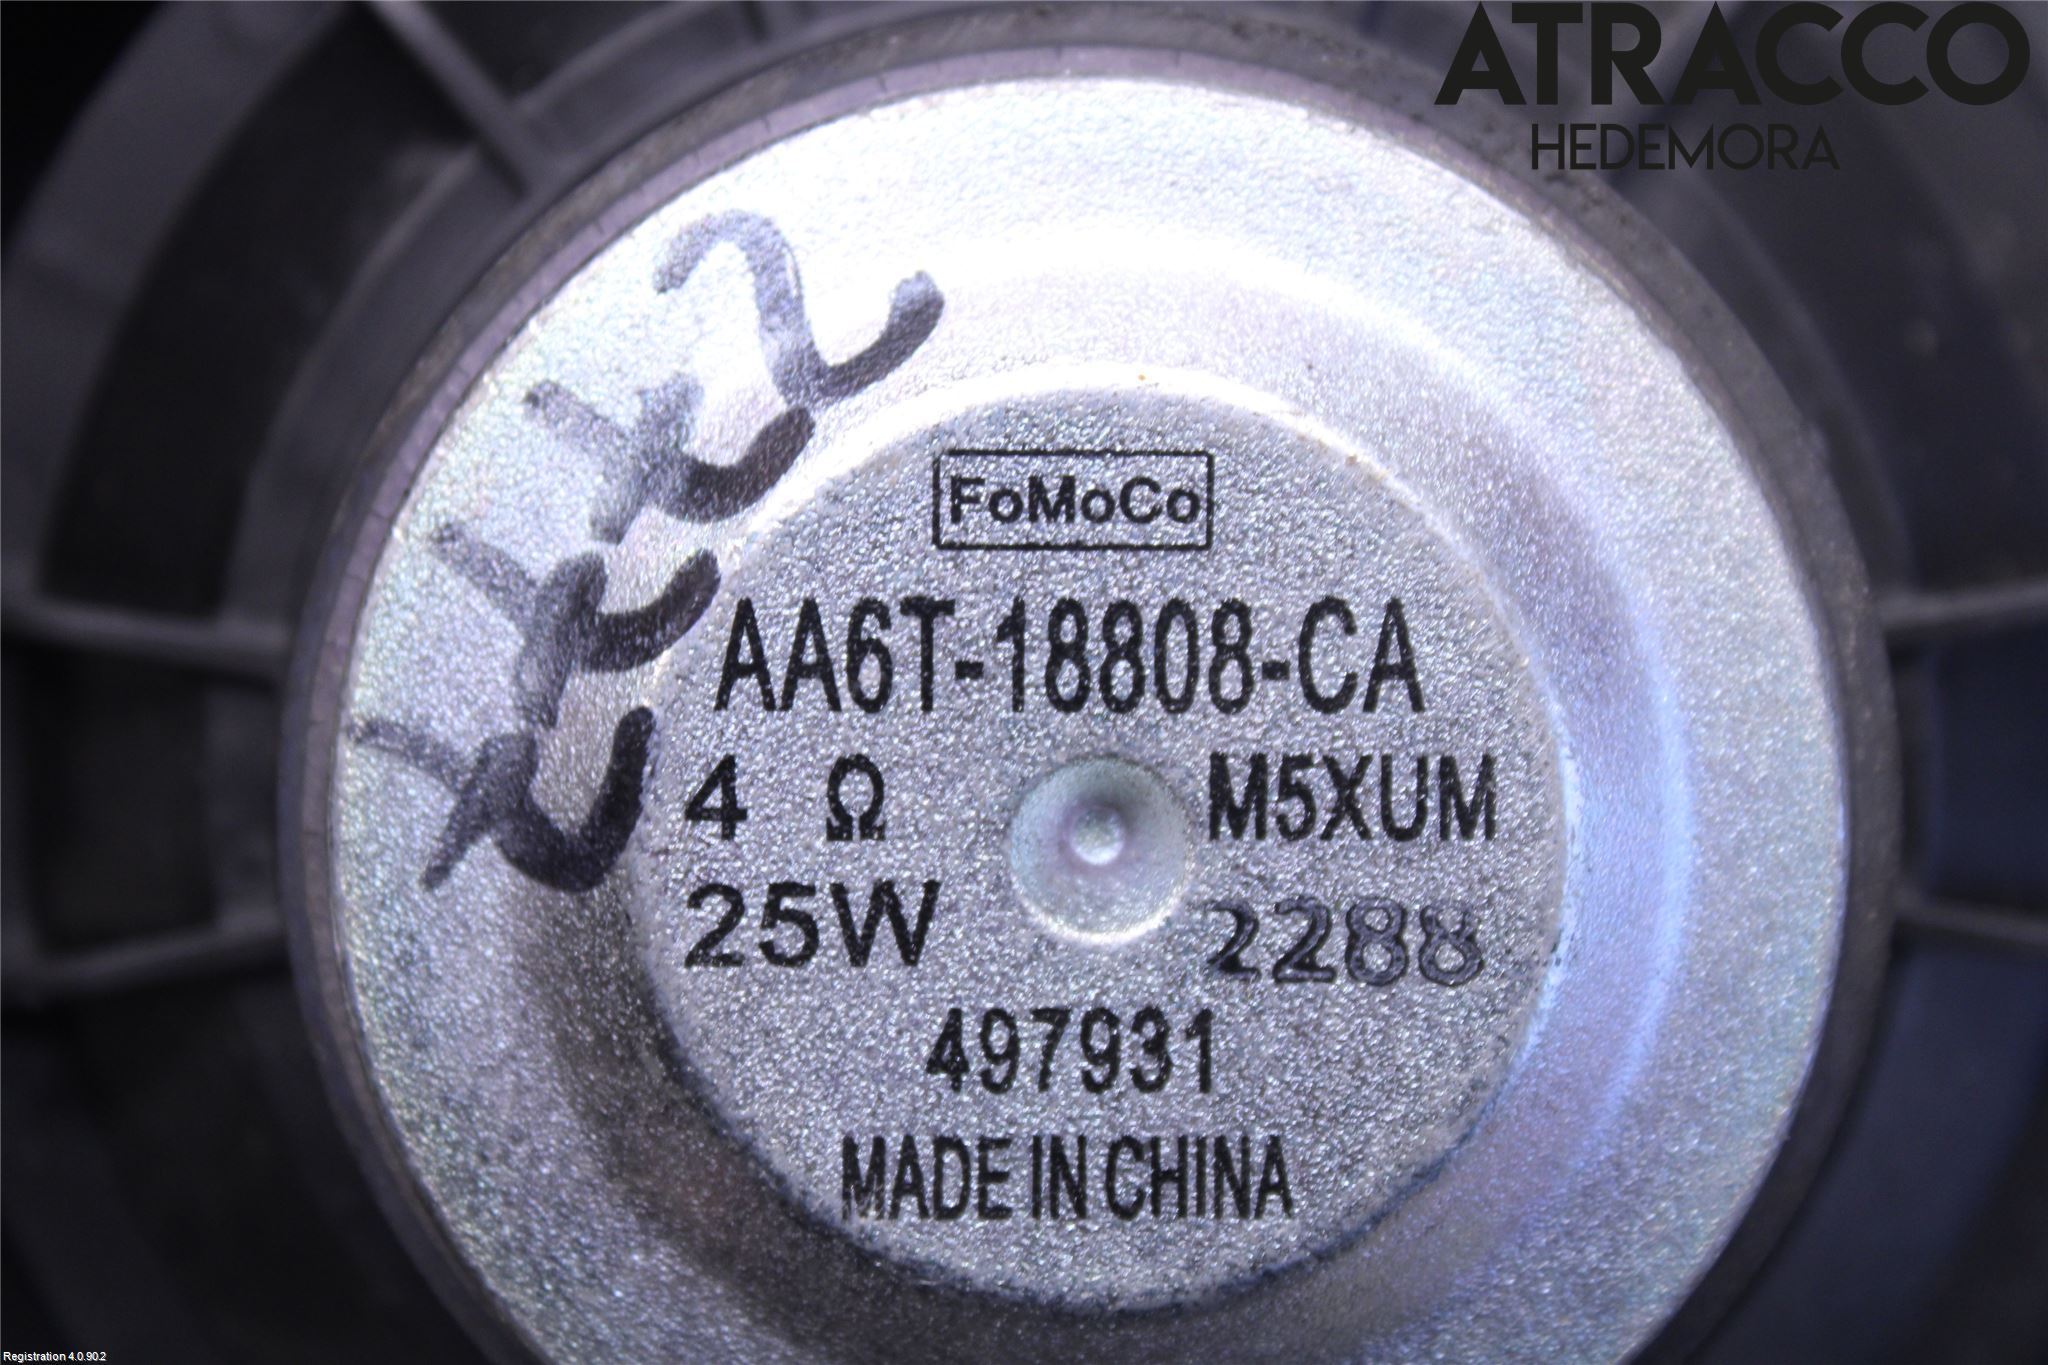 ATRACCO
HEDEMORA
FoMoCo
AA6T-18808-CA
4 Ω M5XUM
25W 2288
497931
MADE IN CHINA
Registration 4.0.90.2